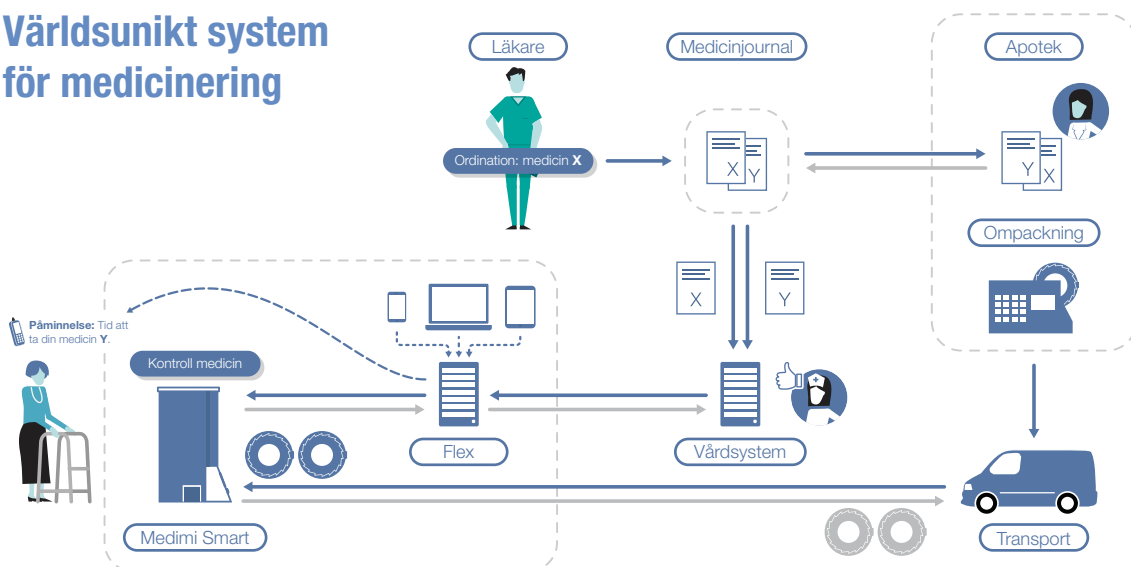 Världsunikt system
för medicinering
Läkare
Medicinjournal
Apotek
Ordination: medicin X
X
Y
Y
X
Ompackning
X
Y
Påminnelse: Tid att
ta din medicin Y.
Kontroll medicin
Flex
Vårdsystem
Medimi Smart
Transport